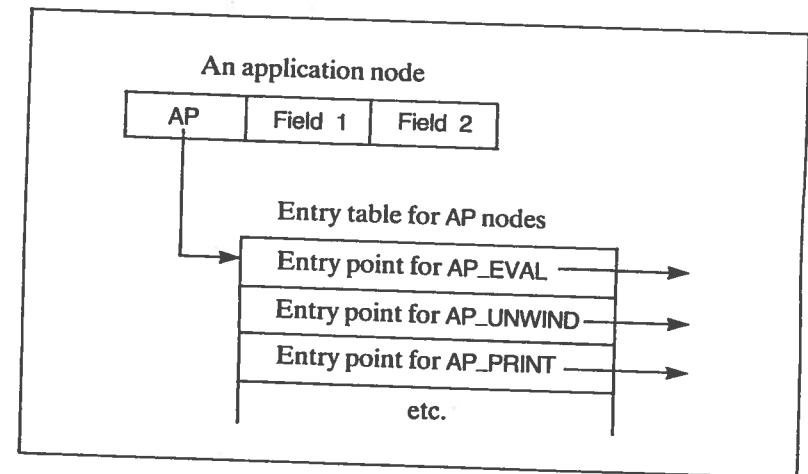 An application node
AP Field 1 Field 2
Entry table for AP nodes
Entry point for AP_EVAL
Entry point for AP_UNWIND
Entry point for AP_PRINT
etc.